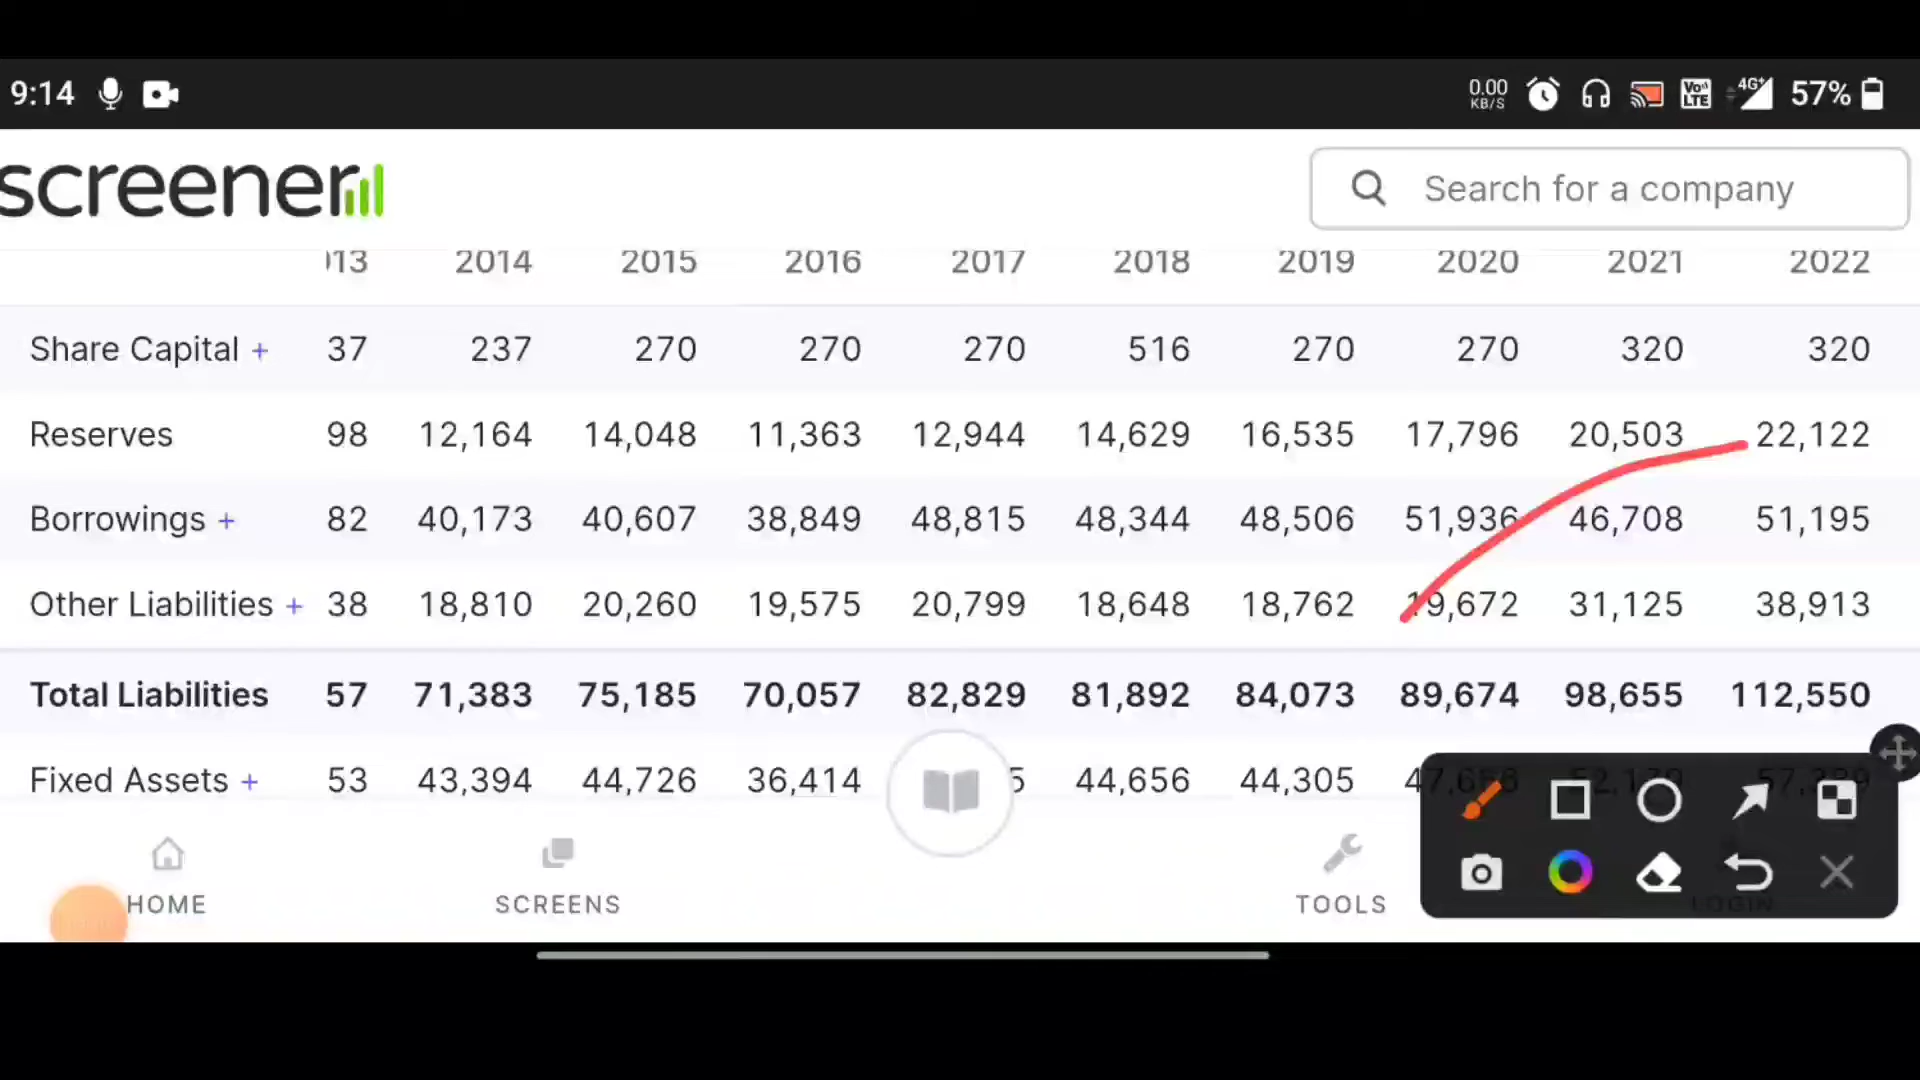 9:14 0.00 KB/S VoLTE 4G+ 57%
screener Search for a company
2014 2015 2016 2017 2018 2019 2020 2021 2022
Share Capital + 37 237 270 270 270 516 270 270 320 320
Reserves 98 12,164 14,048 11,363 12,944 14,629 16,535 17,796 20,503 22,122
Borrowings + 82 40,173 40,607 38,849 48,815 48,344 48,506 51,936 46,708 51,195
Other Liabilities + 38 18,810 20,260 19,575 20,799 18,648 18,762 19,672 31,125 38,913
Total Liabilities 57 71,383 75,185 70,057 82,829 81,892 84,073 89,674 98,655 112,550
Fixed Assets + 53 43,394 44,726 36,414 5 44,656 44,305
HOME SCREENS TOOLS LOGIN